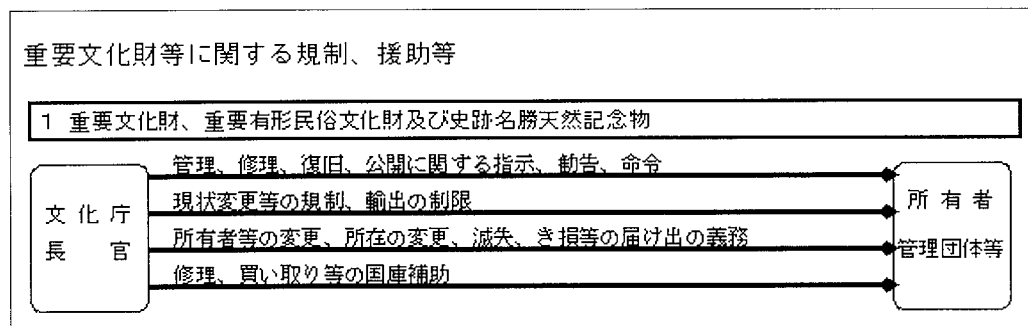 重要文化財等に関する規制、援助等
1 重要文化財、重要有形民俗文化財及び史跡名勝天然記念物
管理、修理、復旧、公開に関する指示、勧告、命令
現状変更等の規制、輸出の制限
所有者等の変更、所在の変更、滅失、き損等の届け出の義務
修理、買い取り等の国庫補助
文化庁
長官
所有者
管理団体等